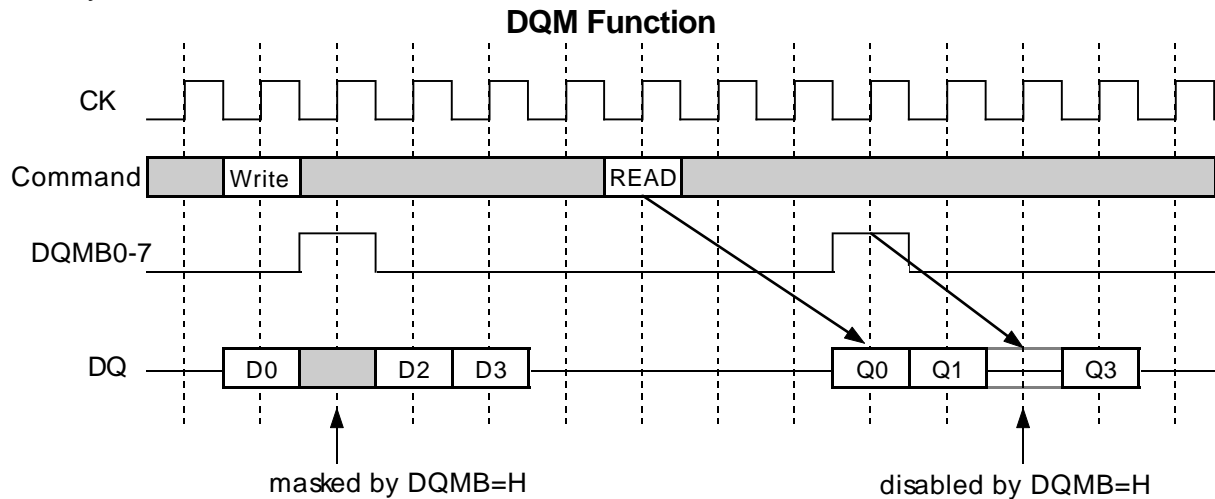 DQM Function
CK
Command Write READ
DQMB0-7
DQ D0 D2 D3 Q0 Q1 Q3
masked by DQMB=H disabled by DQMB=H